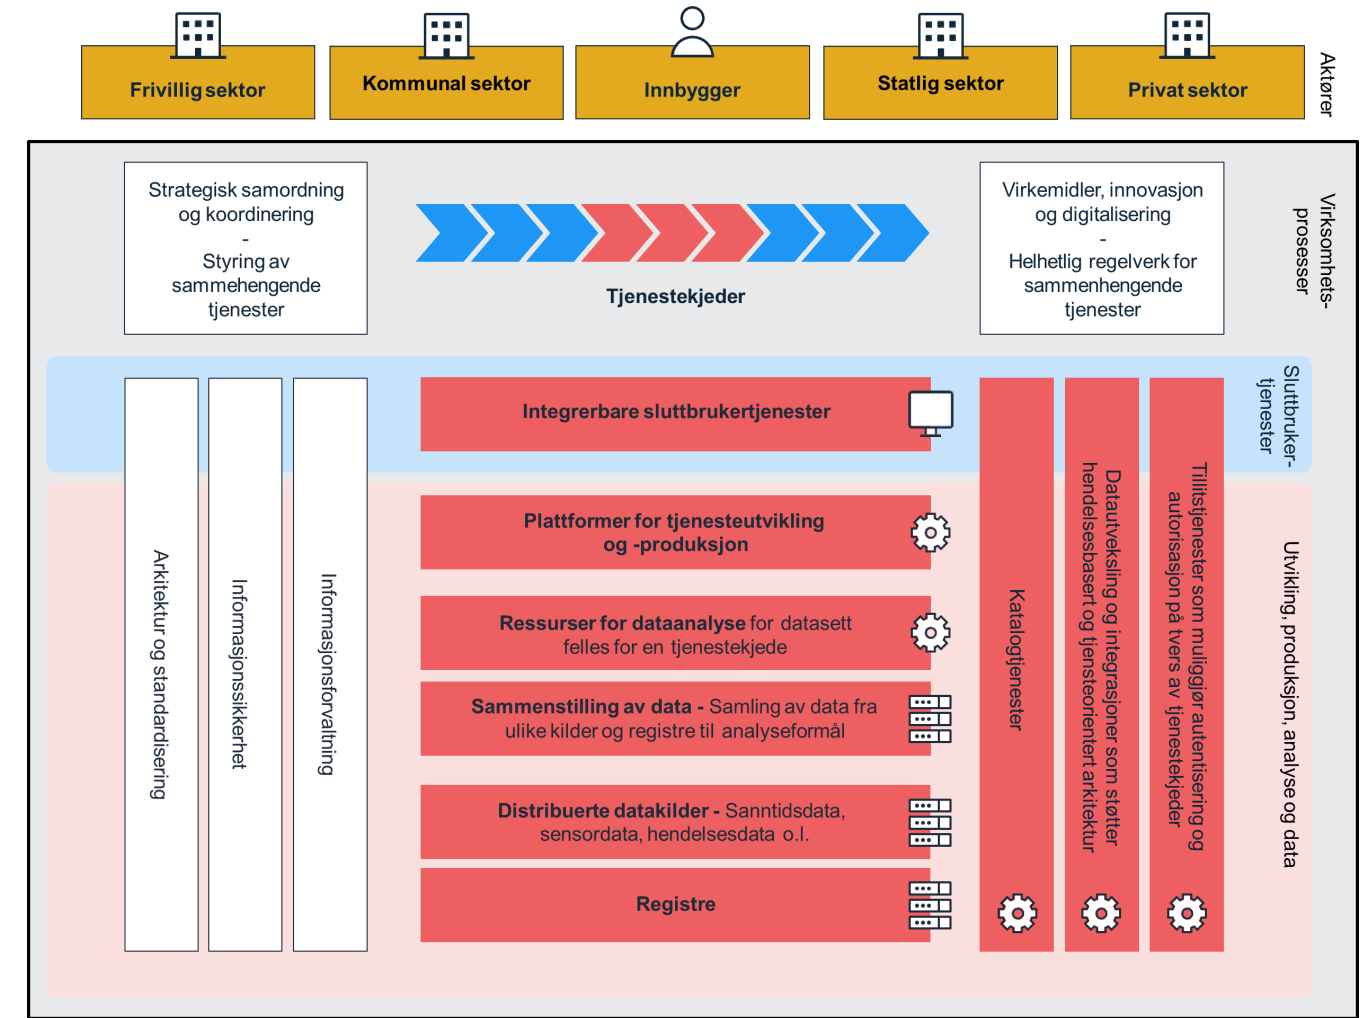 Frivillig sektor
Kommunal sektor
Innbygger
Statlig sektor
Privat sektor
Aktører
Strategisk samordning
og koordinering
-
Styring av
sammehengende
tjenester
Tjenestekjeder
Virkemidler, innovasjon
og digitalisering
-
Helhetlig regelverk for
sammenhengende
tjenester
Virksomhets-
prosesser
Arkitektur og standardisering
Informasjonssikkerhet
Informasjonsforvaltning
Integrerbare sluttbrukertjenester
Plattformer for tjenesteutvikling
og -produksjon
Ressurser for dataanalyse for datasett
felles for en tjenestekjede
Sammenstilling av data - Samling av data fra
ulike kilder og registre til analyseformål
Distribuerte datakilder - Sanntidsdata,
sensordata, hendelsesdata o.l.
Registre
Katalogtjenester
Datautveksling og integrasjoner som støtter
hendelsesbasert og tjensteorientert arkitektur
Tillitstjenester som muliggjør autentisering og
autorisasjon på tvers av tjenestekjeder
Sluttbruker-
tjenester
Utvikling, produksjon, analyse og data